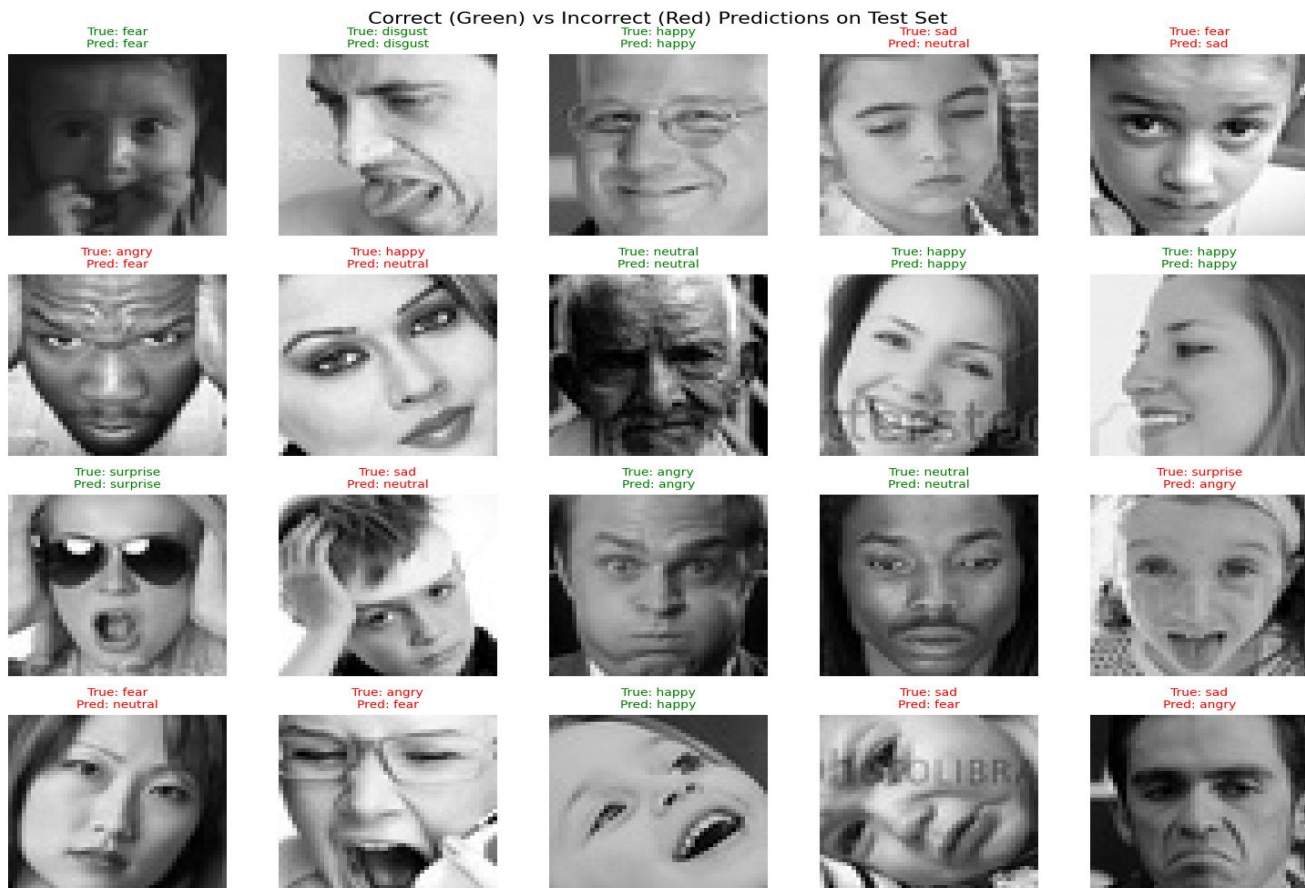 Correct (Green) vs Incorrect (Red) Predictions on Test Set
True: fear
Pred: fear
True: disgust
Pred: disgust
True: happy
Pred: happy
True: sad
Pred: neutral
True: fear
Pred: sad
True: angry
Pred: fear
True: happy
Pred: neutral
True: neutral
Pred: neutral
True: happy
Pred: happy
True: happy
Pred: happy
True: surprise
Pred: surprise
True: sad
Pred: neutral
True: angry
Pred: angry
True: neutral
Pred: neutral
True: surprise
Pred: angry
True: fear
Pred: neutral
True: angry
Pred: fear
True: happy
Pred: happy
True: sad
Pred: fear
True: sad
Pred: angry